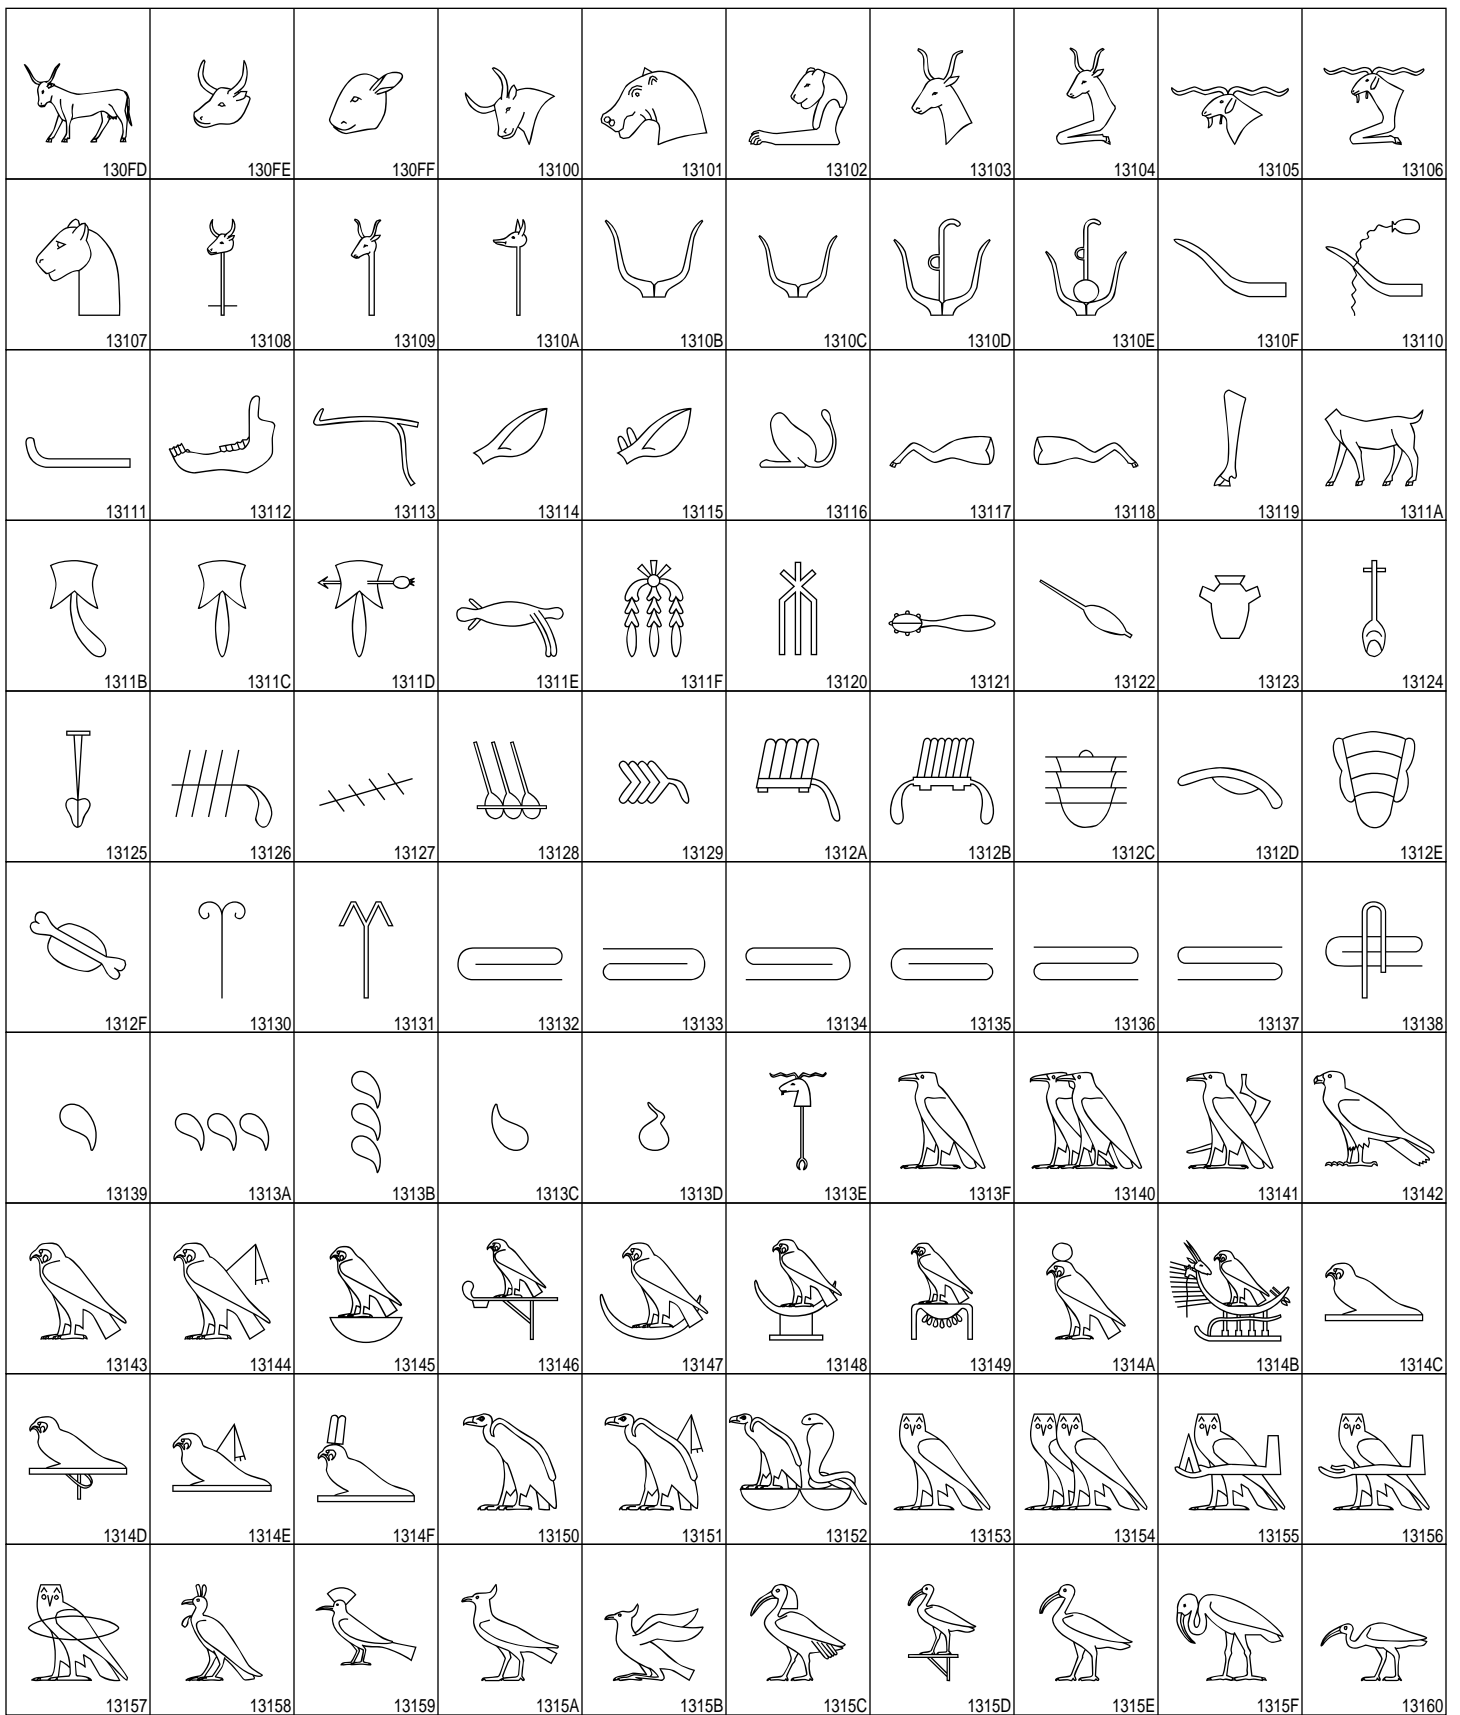 𓃽 𓃾 𓃿 𓄀 𓄁 𓄂 𓄃 𓄄 𓄅 𓄆
130FD 130FE 130FF 13100 13101 13102 13103 13104 13105 13106
𓄇 𓄈 𓄉 𓄊 𓄋 𓄌 𓄍 𓄎 𓄏 𓄐
13107 13108 13109 1310A 1310B 1310C 1310D 1310E 1310F 13110
𓄑 𓄒 𓄓 𓄔 𓄕 𓄖 𓄗 𓄘 𓄙 𓄚
13111 13112 13113 13114 13115 13116 13117 13118 13119 1311A
𓄛 𓄜 𓄝 𓄞 𓄟 𓄠 𓄡 𓄢 𓄣 𓄤
1311B 1311C 1311D 1311E 1311F 13120 13121 13122 13123 13124
𓄥 𓄦 𓄧 𓄨 𓄩 𓄪 𓄫 𓄬 𓄭 𓄮
13125 13126 13127 13128 13129 1312A 1312B 1312C 1312D 1312E
𓄯 𓄰 𓄱 𓄲 𓄳 𓄴 𓄵 𓄶 𓄷 𓄸
1312F 13130 13131 13132 13133 13134 13135 13136 13137 13138
𓄹 𓄺 𓄻 𓄼 𓄽 𓄾 𓄿 𓅀 𓅁 𓅂
13139 1313A 1313B 1313C 1313D 1313E 1313F 13140 13141 13142
𓅃 𓅄 𓅅 𓅆 𓅇 𓅈 𓅉 𓅊 𓅋 𓅌
13143 13144 13145 13146 13147 13148 13149 1314A 1314B 1314C
𓅍 𓅎 𓅏 𓅐 𓅑 𓅒 𓅓 𓅔 𓅕 𓅖
1314D 1314E 1314F 13150 13151 13152 13153 13154 13155 13156
𓅗 𓅘 𓅙 𓅚 𓅛 𓅜 𓅝 𓅞 𓅟 𓅠
13157 13158 13159 1315A 1315B 1315C 1315D 1315E 1315F 13160